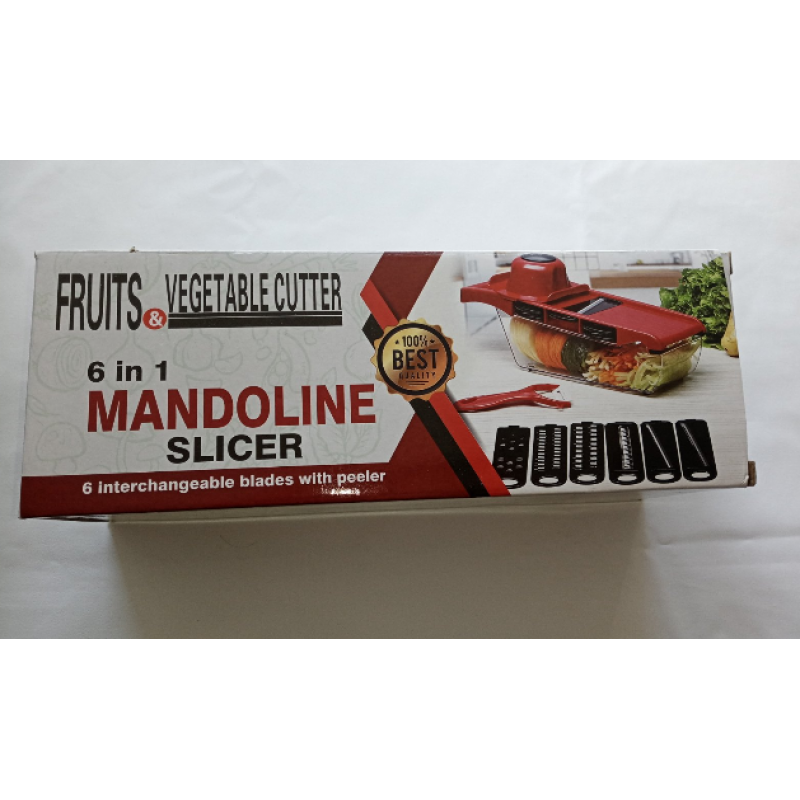 FRUITS & VEGETABLE CUTTER
6 in 1
MANDOLINE
SLICER
6 interchangeable blades with peeler
100%
BEST
QUALITY